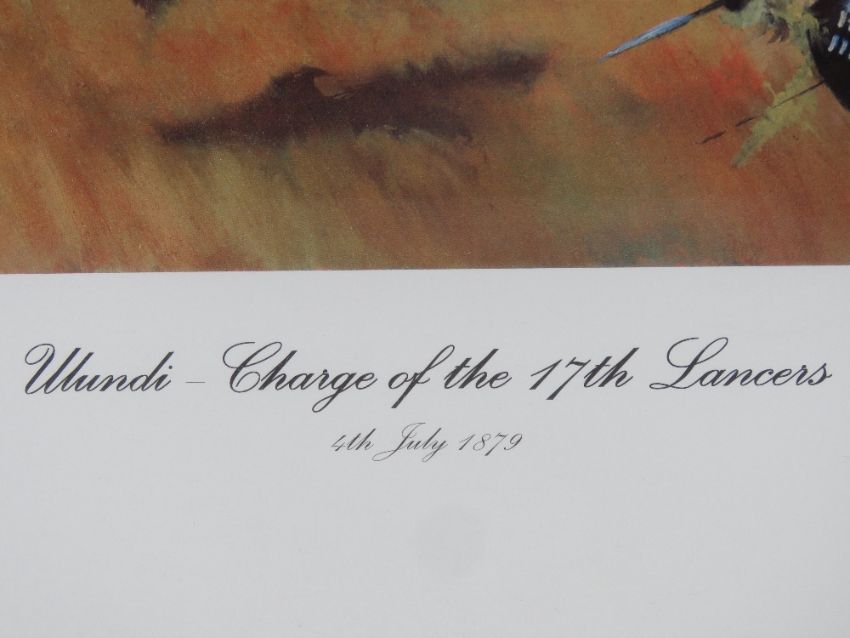 Ulundi – Charge of the 17th Lancers
4th July 1879